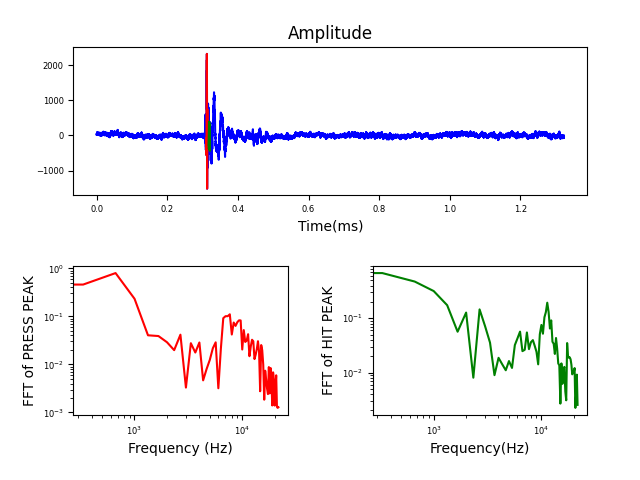 Amplitude
2000
1000
0
−1000
0.0 0.2 0.4 0.6 0.8 1.0 1.2
Time(ms)
FFT of PRESS PEAK
10⁰
10⁻¹
10⁻²
10⁻³
10³ 10⁴
Frequency (Hz)
FFT of HIT PEAK
10⁻¹
10⁻²
10³ 10⁴
Frequency(Hz)